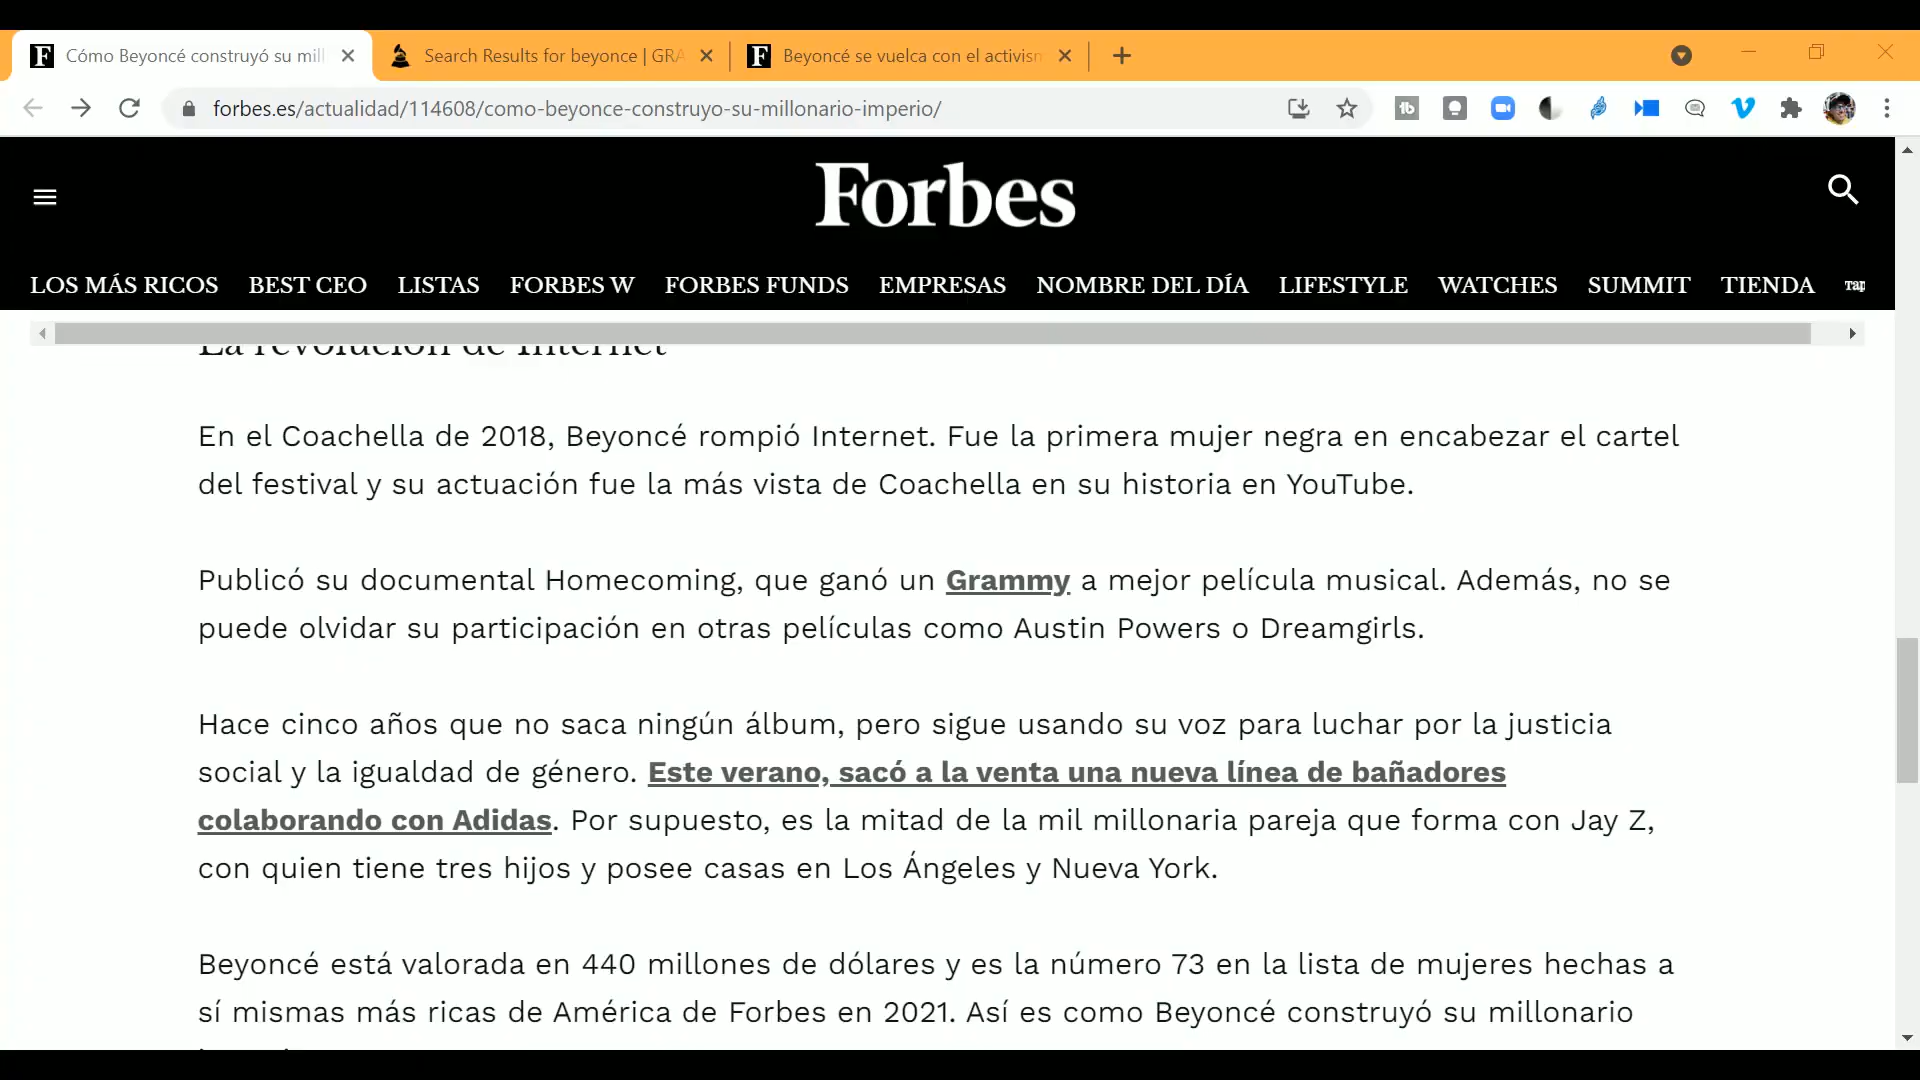 Cómo Beyoncé construyó su mill
Search Results for beyonce | GRA
Beyoncé se vuelca con el activism
forbes.es/actualidad/114608/como-beyonce-construyo-su-millonario-imperio/
Forbes
LOS MÁS RICOS BEST CEO LISTAS FORBES W FORBES FUNDS EMPRESAS NOMBRE DEL DÍA LIFESTYLE WATCHES SUMMIT TIENDA
La revolución de Internet
En el Coachella de 2018, Beyoncé rompió Internet. Fue la primera mujer negra en encabezar el cartel
del festival y su actuación fue la más vista de Coachella en su historia en YouTube.
Publicó su documental Homecoming, que ganó un Grammy a mejor película musical. Además, no se
puede olvidar su participación en otras películas como Austin Powers o Dreamgirls.
Hace cinco años que no saca ningún álbum, pero sigue usando su voz para luchar por la justicia
social y la igualdad de género. Este verano, sacó a la venta una nueva línea de bañadores
colaborando con Adidas. Por supuesto, es la mitad de la mil millonaria pareja que forma con Jay Z,
con quien tiene tres hijos y posee casas en Los Ángeles y Nueva York.
Beyoncé está valorada en 440 millones de dólares y es la número 73 en la lista de mujeres hechas a
sí mismas más ricas de América de Forbes en 2021. Así es como Beyoncé construyó su millonario